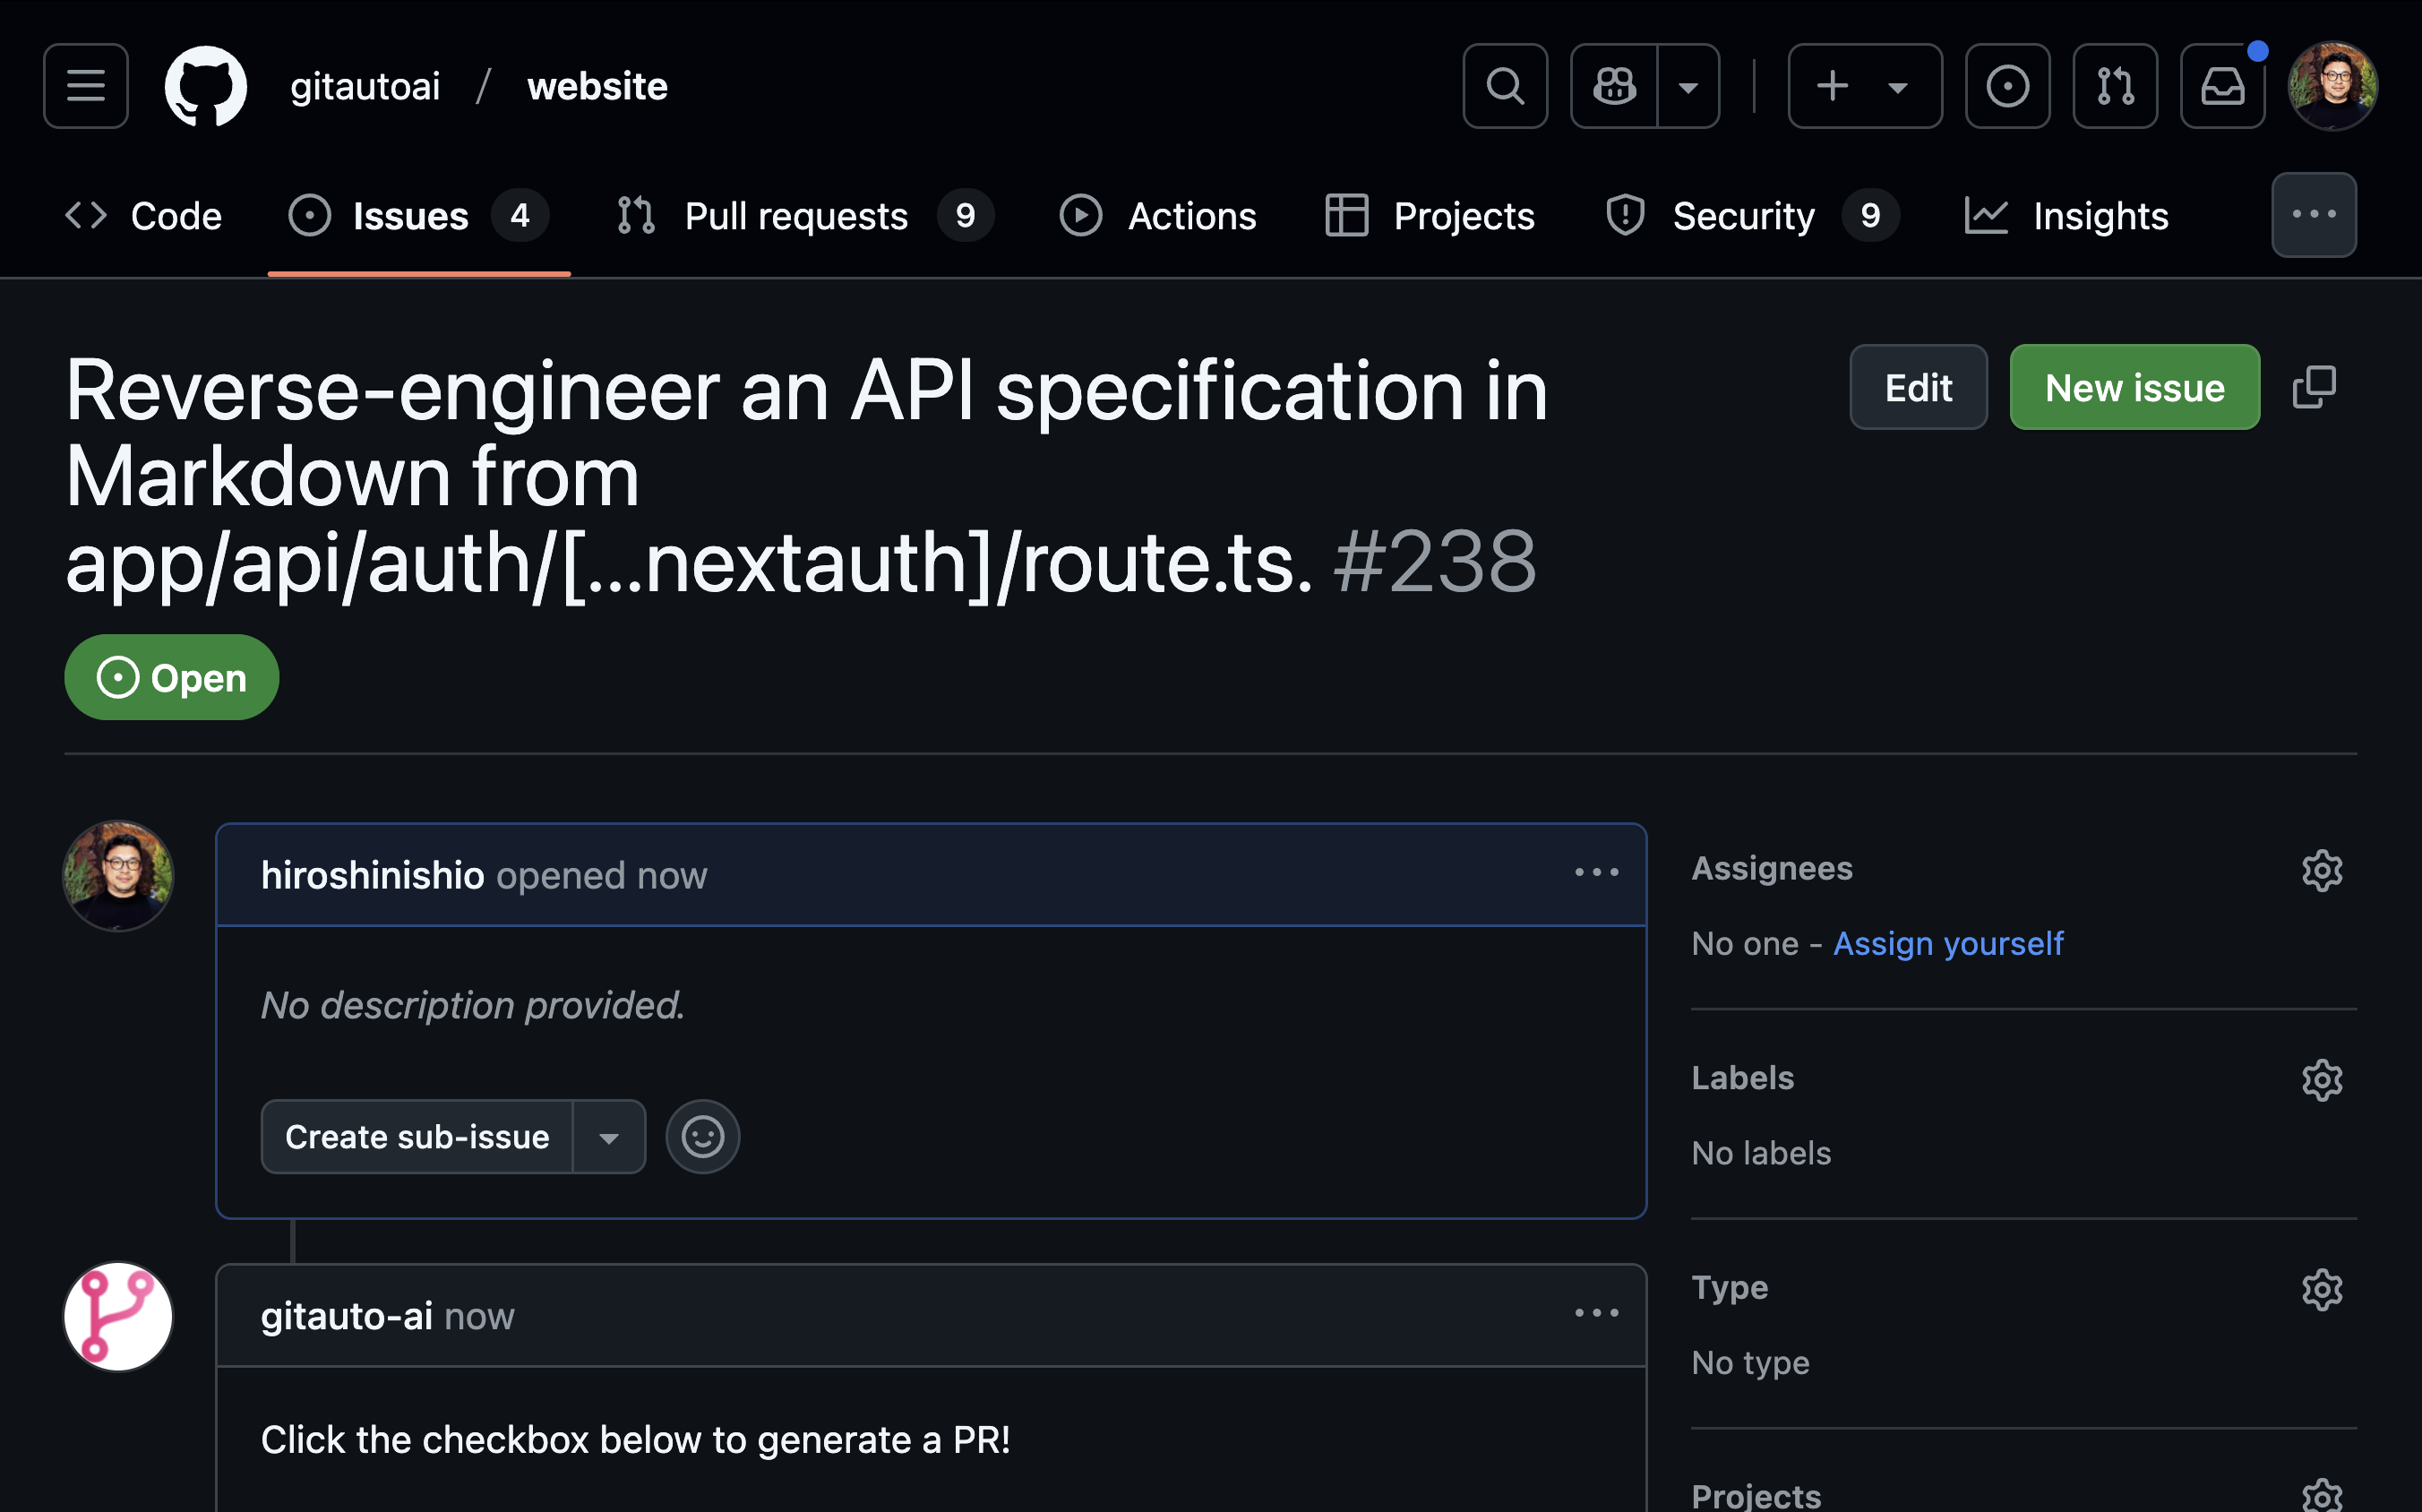 gitautoai / website
Code Issues 4 Pull requests 9 Actions Projects Security 9 Insights
Reverse-engineer an API specification in
Markdown from
app/api/auth/[...nextauth]/route.ts. #238
Edit New issue
Open
hiroshinishio opened now
No description provided.
Create sub-issue
gitauto-ai now
Click the checkbox below to generate a PR!
Assignees
No one - Assign yourself
Labels
No labels
Type
No type
Projects